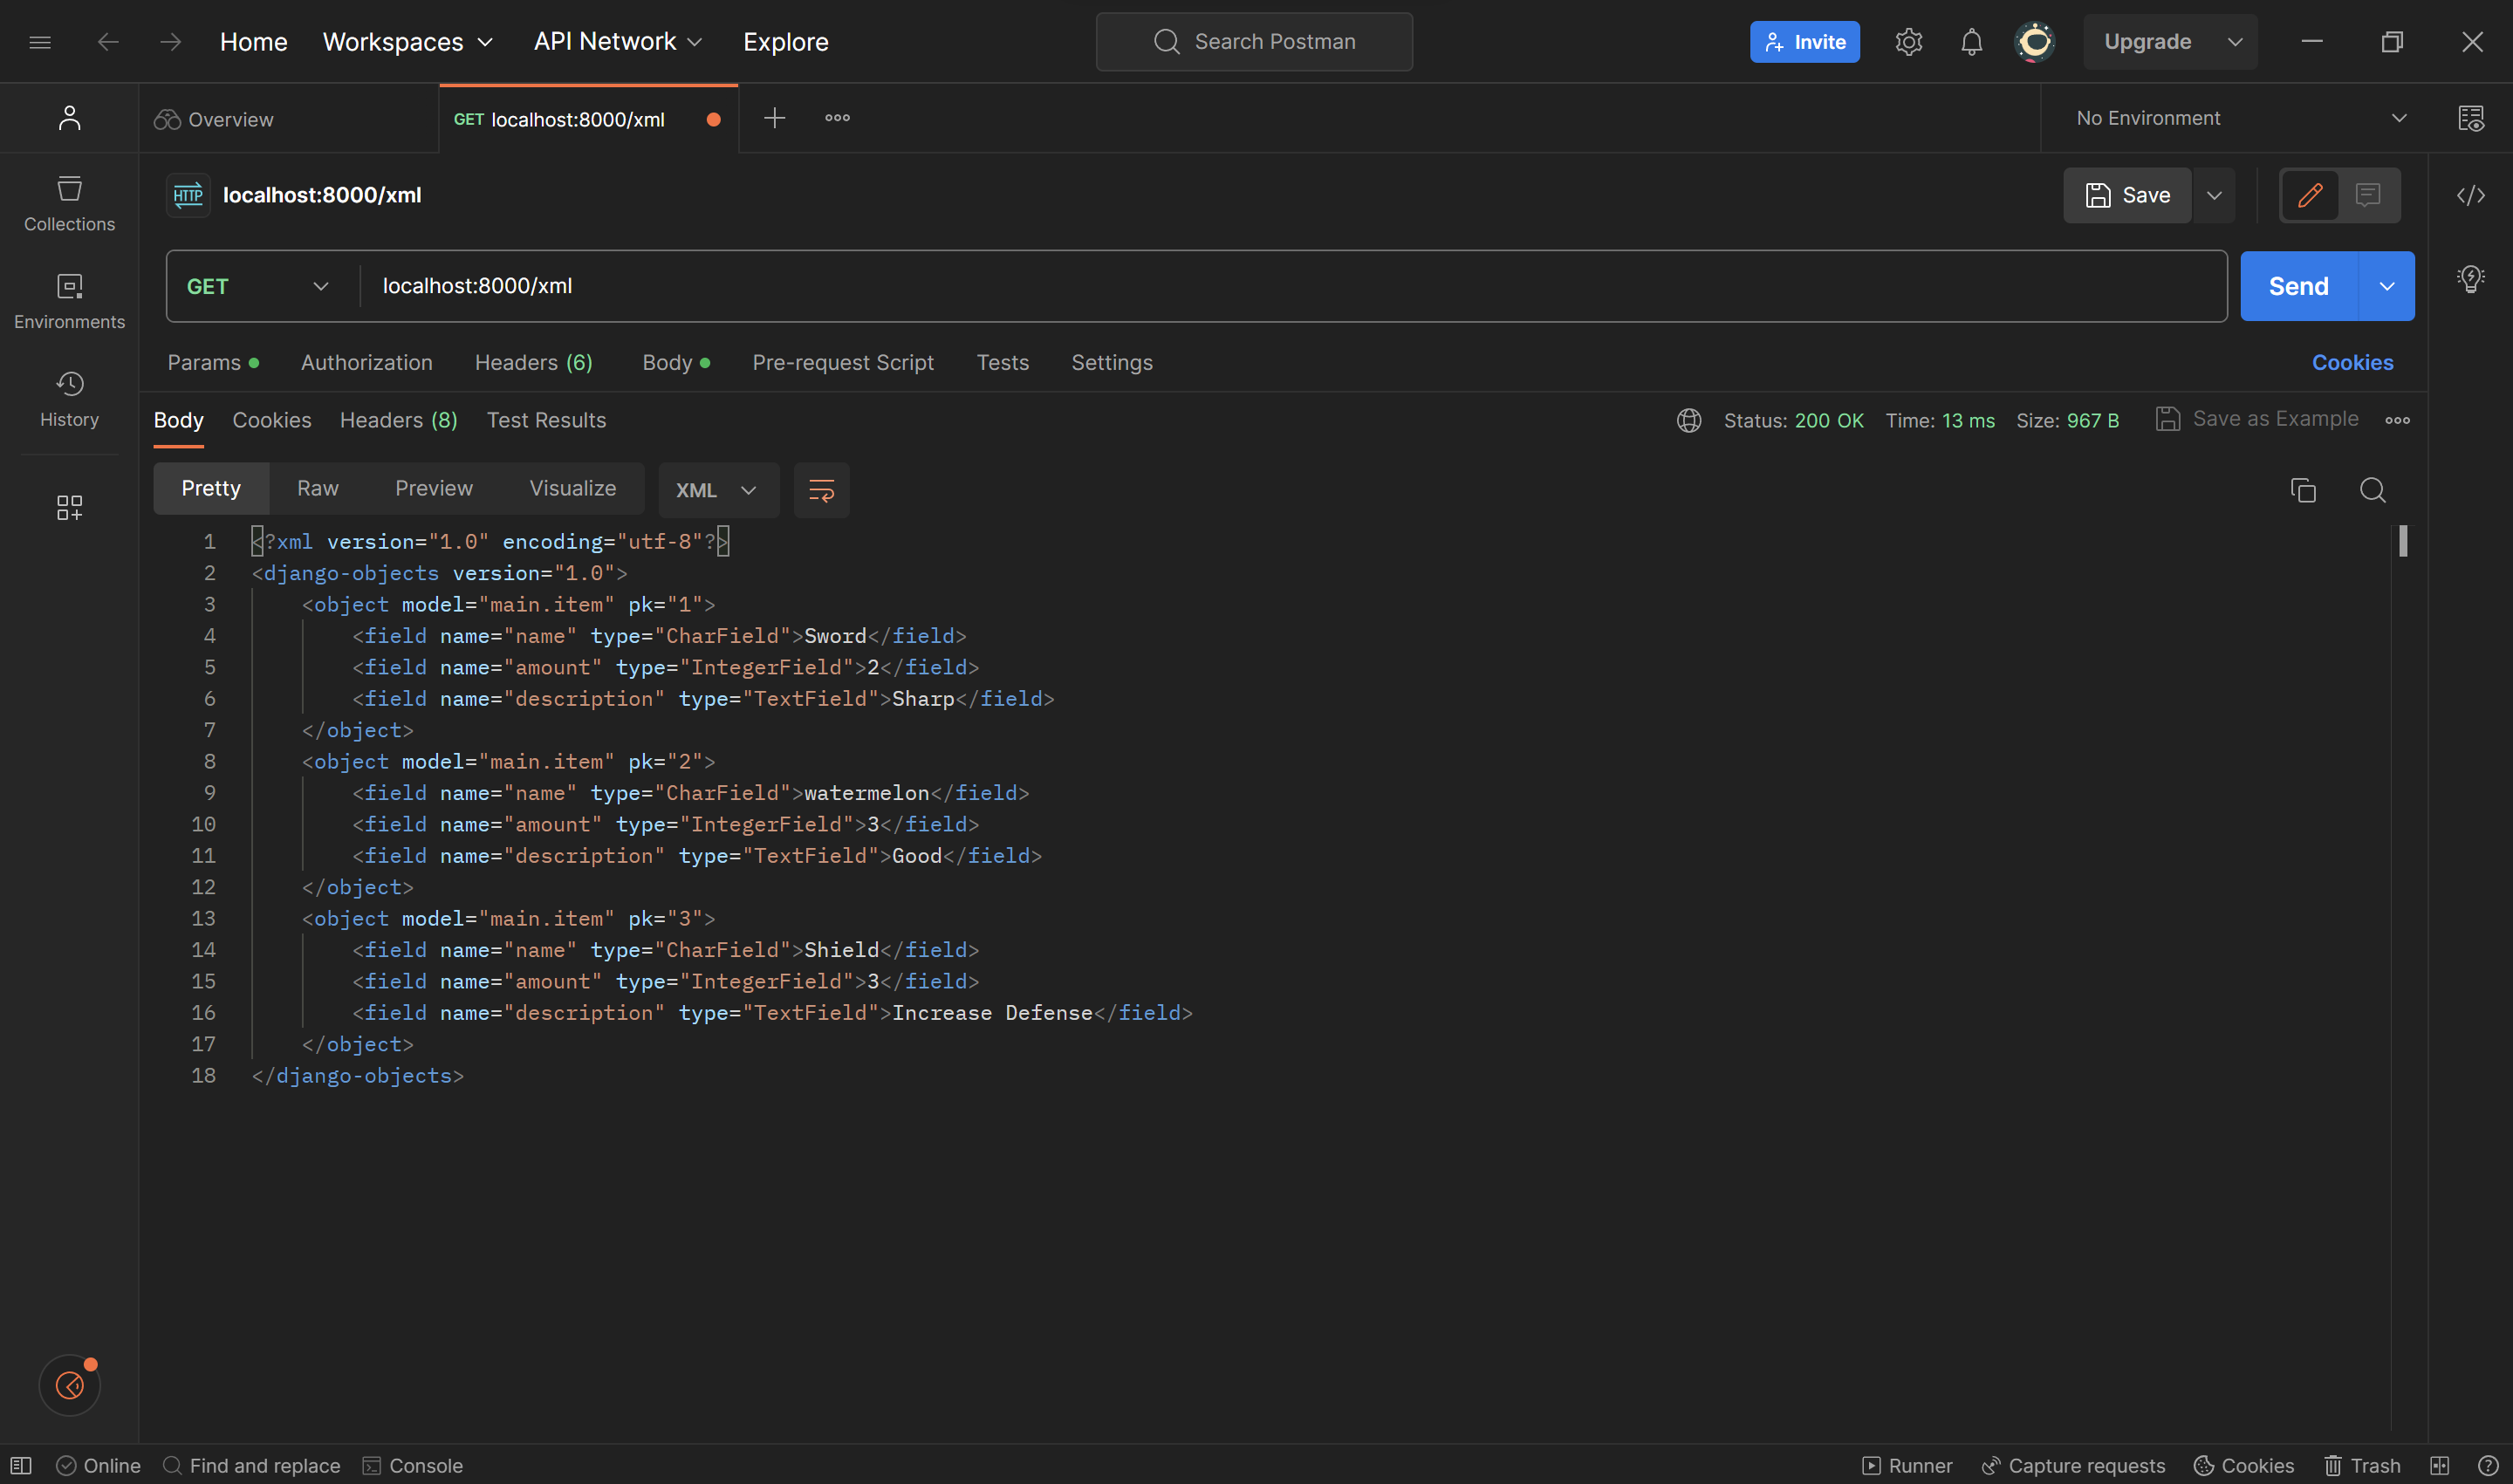 Home Workspaces API Network Explore Search Postman Invite Upgrade
Overview GET localhost:8000/xml No Environment
HTTP localhost:8000/xml Save
Collections
GET localhost:8000/xml Send
Environments
Params Authorization Headers (6) Body Pre-request Script Tests Settings Cookies
History
Body Cookies Headers (8) Test Results Status: 200 OK Time: 13 ms Size: 967 B Save as Example
Pretty Raw Preview Visualize XML
1 <?xml version="1.0" encoding="utf-8"?>
2 <django-objects version="1.0">
3 <object model="main.item" pk="1">
4 <field name="name" type="CharField">Sword</field>
5 <field name="amount" type="IntegerField">2</field>
6 <field name="description" type="TextField">Sharp</field>
7 </object>
8 <object model="main.item" pk="2">
9 <field name="name" type="CharField">watermelon</field>
10 <field name="amount" type="IntegerField">3</field>
11 <field name="description" type="TextField">Good</field>
12 </object>
13 <object model="main.item" pk="3">
14 <field name="name" type="CharField">Shield</field>
15 <field name="amount" type="IntegerField">3</field>
16 <field name="description" type="TextField">Increase Defense</field>
17 </object>
18 </django-objects>
Online Find and replace Console Runner Capture requests Cookies Trash